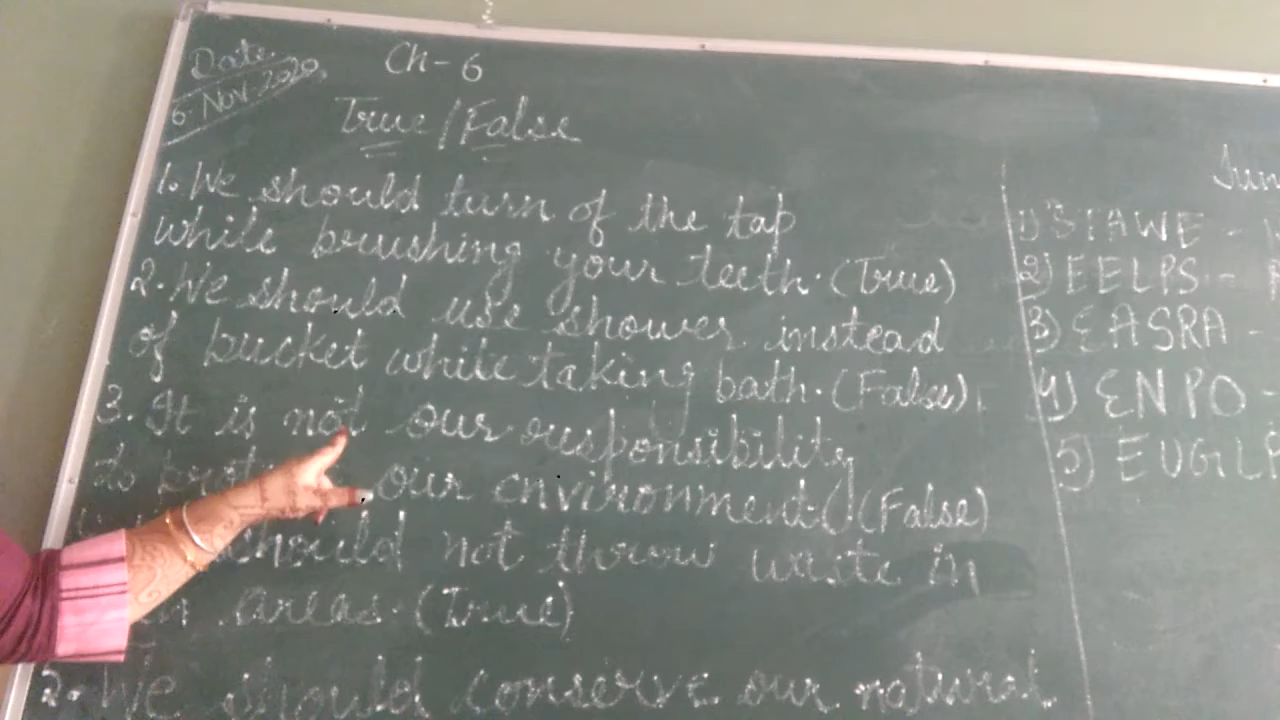 Date
6. Nov. 2020
Ch - 6
True/False
1. We should turn of the tap
while brushing your teeth. (True)
2. We should use shower instead
of bucket while taking bath. (False)
3. It is not our responsibility
to our environment. (False)
should not throw waste in
areas. (True)
2. We should conserve our natural
Jum
1) STAWE -
2) EELPS -
3) EASRA -
4) ENPO -
5) EUGLP